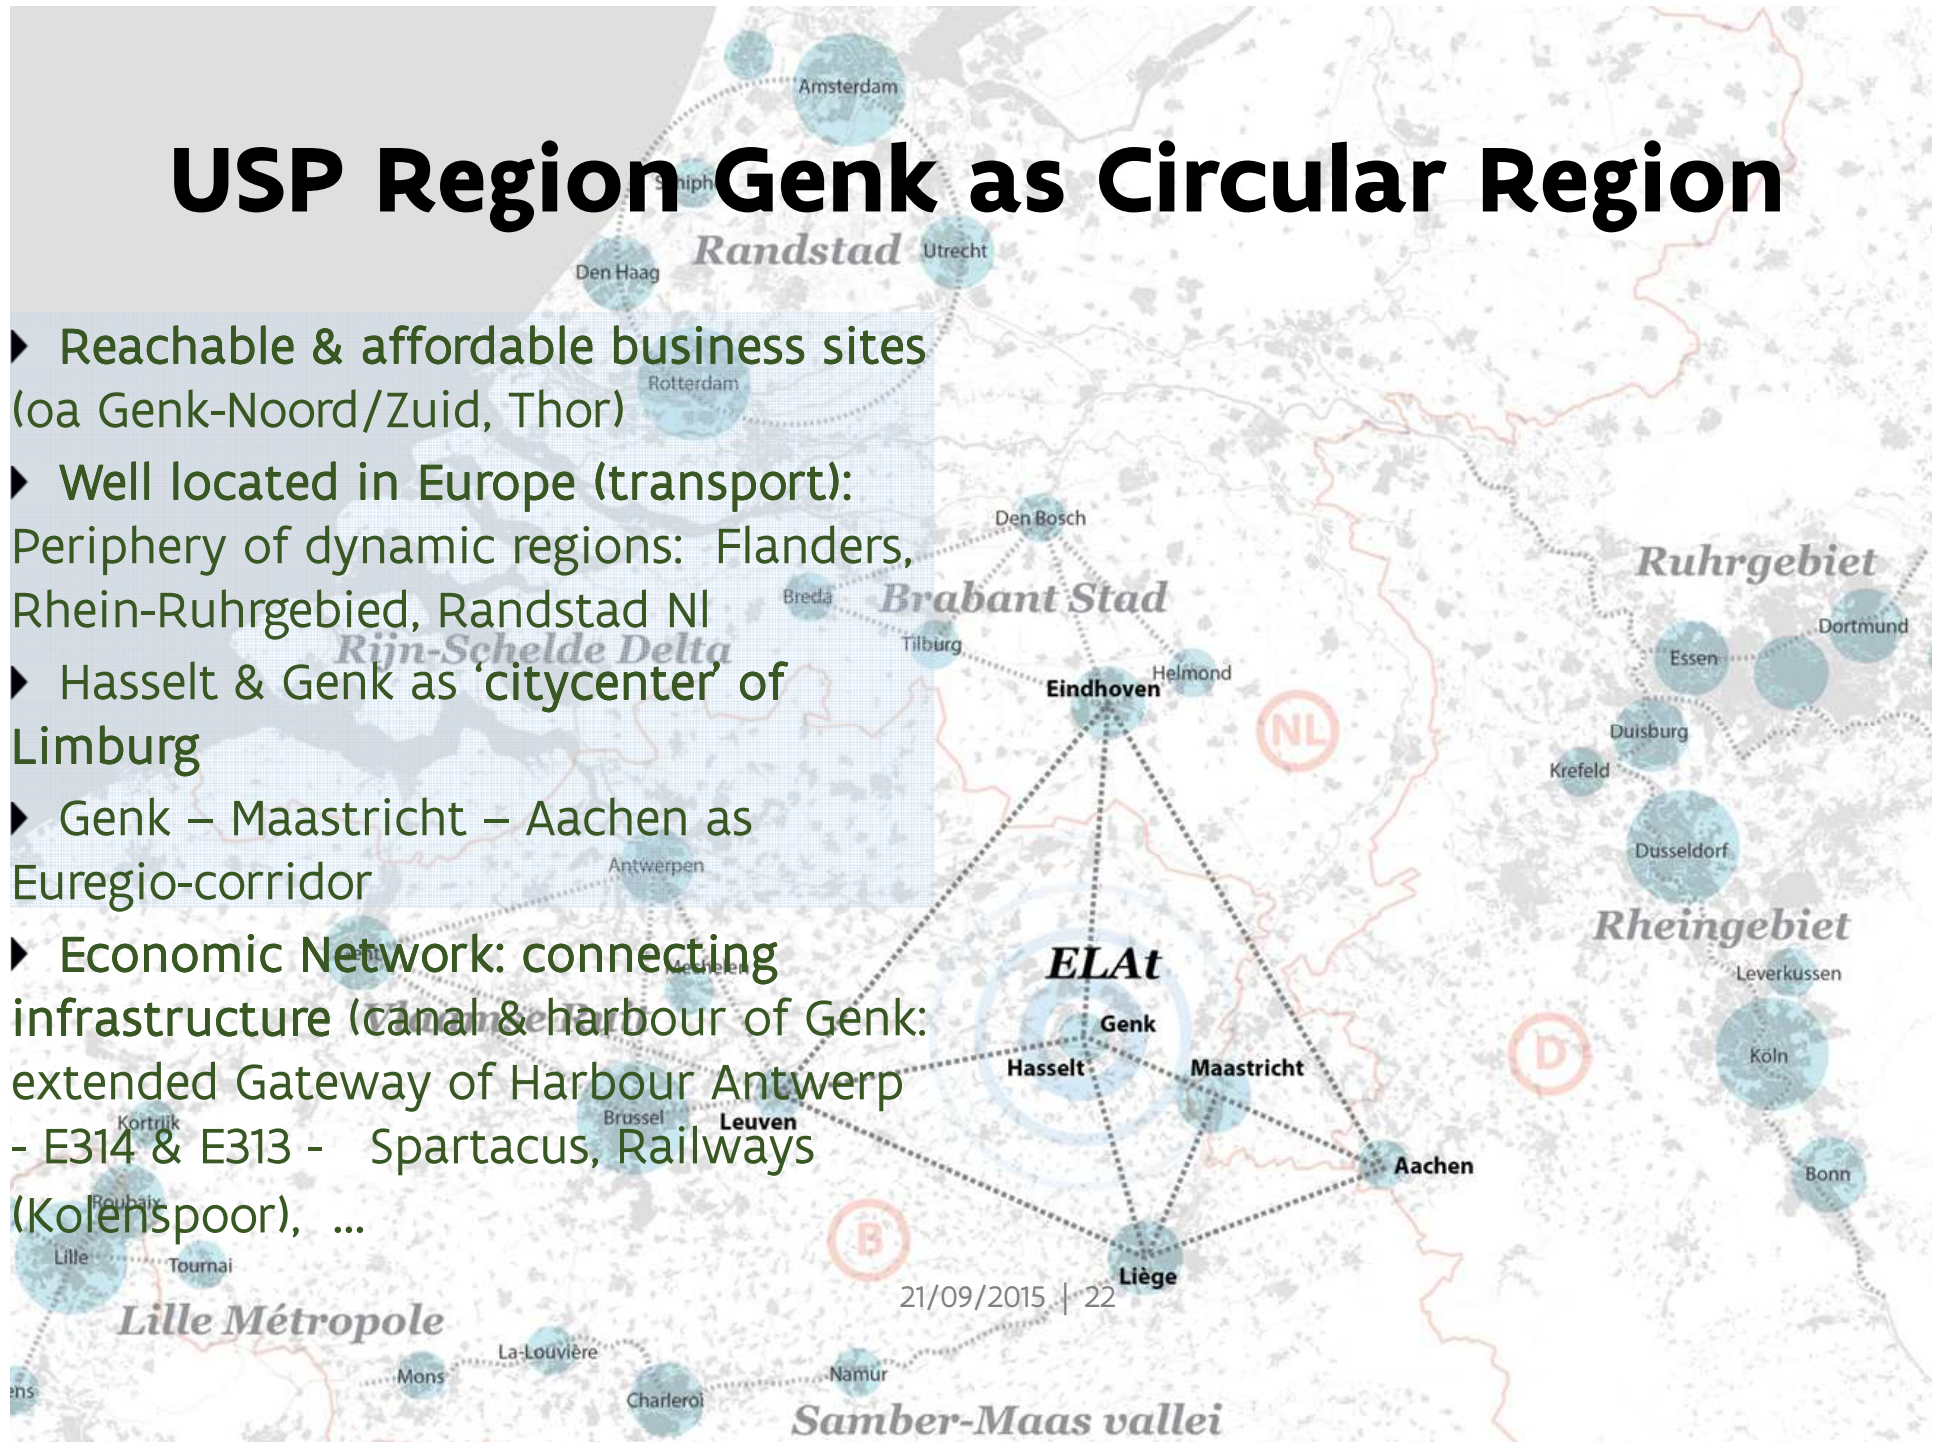 USP Region Genk as Circular Region
Reachable & affordable business sites
(oa Genk-Noord/Zuid, Thor)
Well located in Europe (transport):
Periphery of dynamic regions: Flanders,
Rhein-Ruhrgebied, Randstad Nl
Hasselt & Genk as ‘citycenter’ of
Limburg
Genk – Maastricht – Aachen as
Euregio-corridor
Economic Network: connecting
infrastructure (canal & harbour of Genk:
extended Gateway of Harbour Antwerp
- E314 & E313 - Spartacus, Railways
(Kolenspoor), ...
21/09/2015 | 22
Amsterdam
Randstad
Utrecht
Den Haag
Rotterdam
Den Bosch
Breda
Brabant Stad
Tilburg
Helmond
Eindhoven
Rijn-Schelde Delta
NL
Ruhrgebiet
Dortmund
Essen
Duisburg
Krefeld
Dusseldorf
Rheingebiet
Leverkussen
Köln
Bonn
D
Antwerpen
Mechelen
ELAt
Genk
Hasselt
Maastricht
Brussel
Leuven
Aachen
Kortrijk
Roubaix
B
Liège
Lille
Tournai
Lille Métropole
La-Louvière
Mons
Charleroi
Namur
Samber-Maas vallei